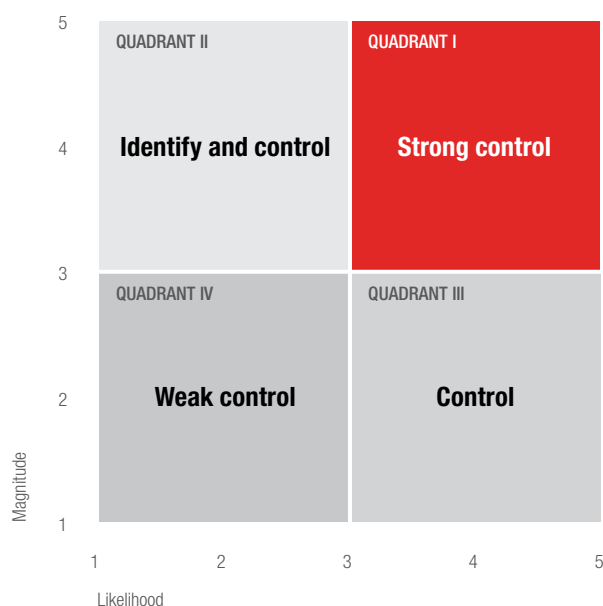 5
QUADRANT II
QUADRANT I
Identify and control
Strong control
4
3
QUADRANT IV
QUADRANT III
Weak control
Control
2
Magnitude
1
1
2
3
4
5
Likelihood